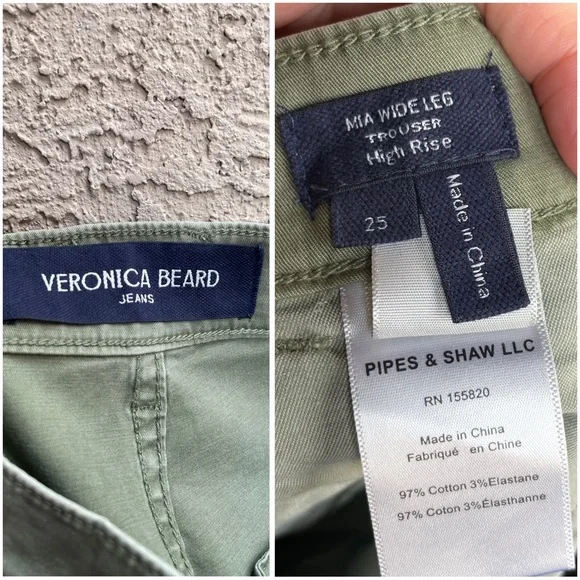 VERONICA BEARD
JEANS
MIA WIDE LEG
TROUSER
High Rise
25
Made in China
PIPES & SHAW LLC
RN 155820
Made in China
Fabriqué en Chine
97% Cotton 3%Elastane
97% Cotton 3%Élasthanne